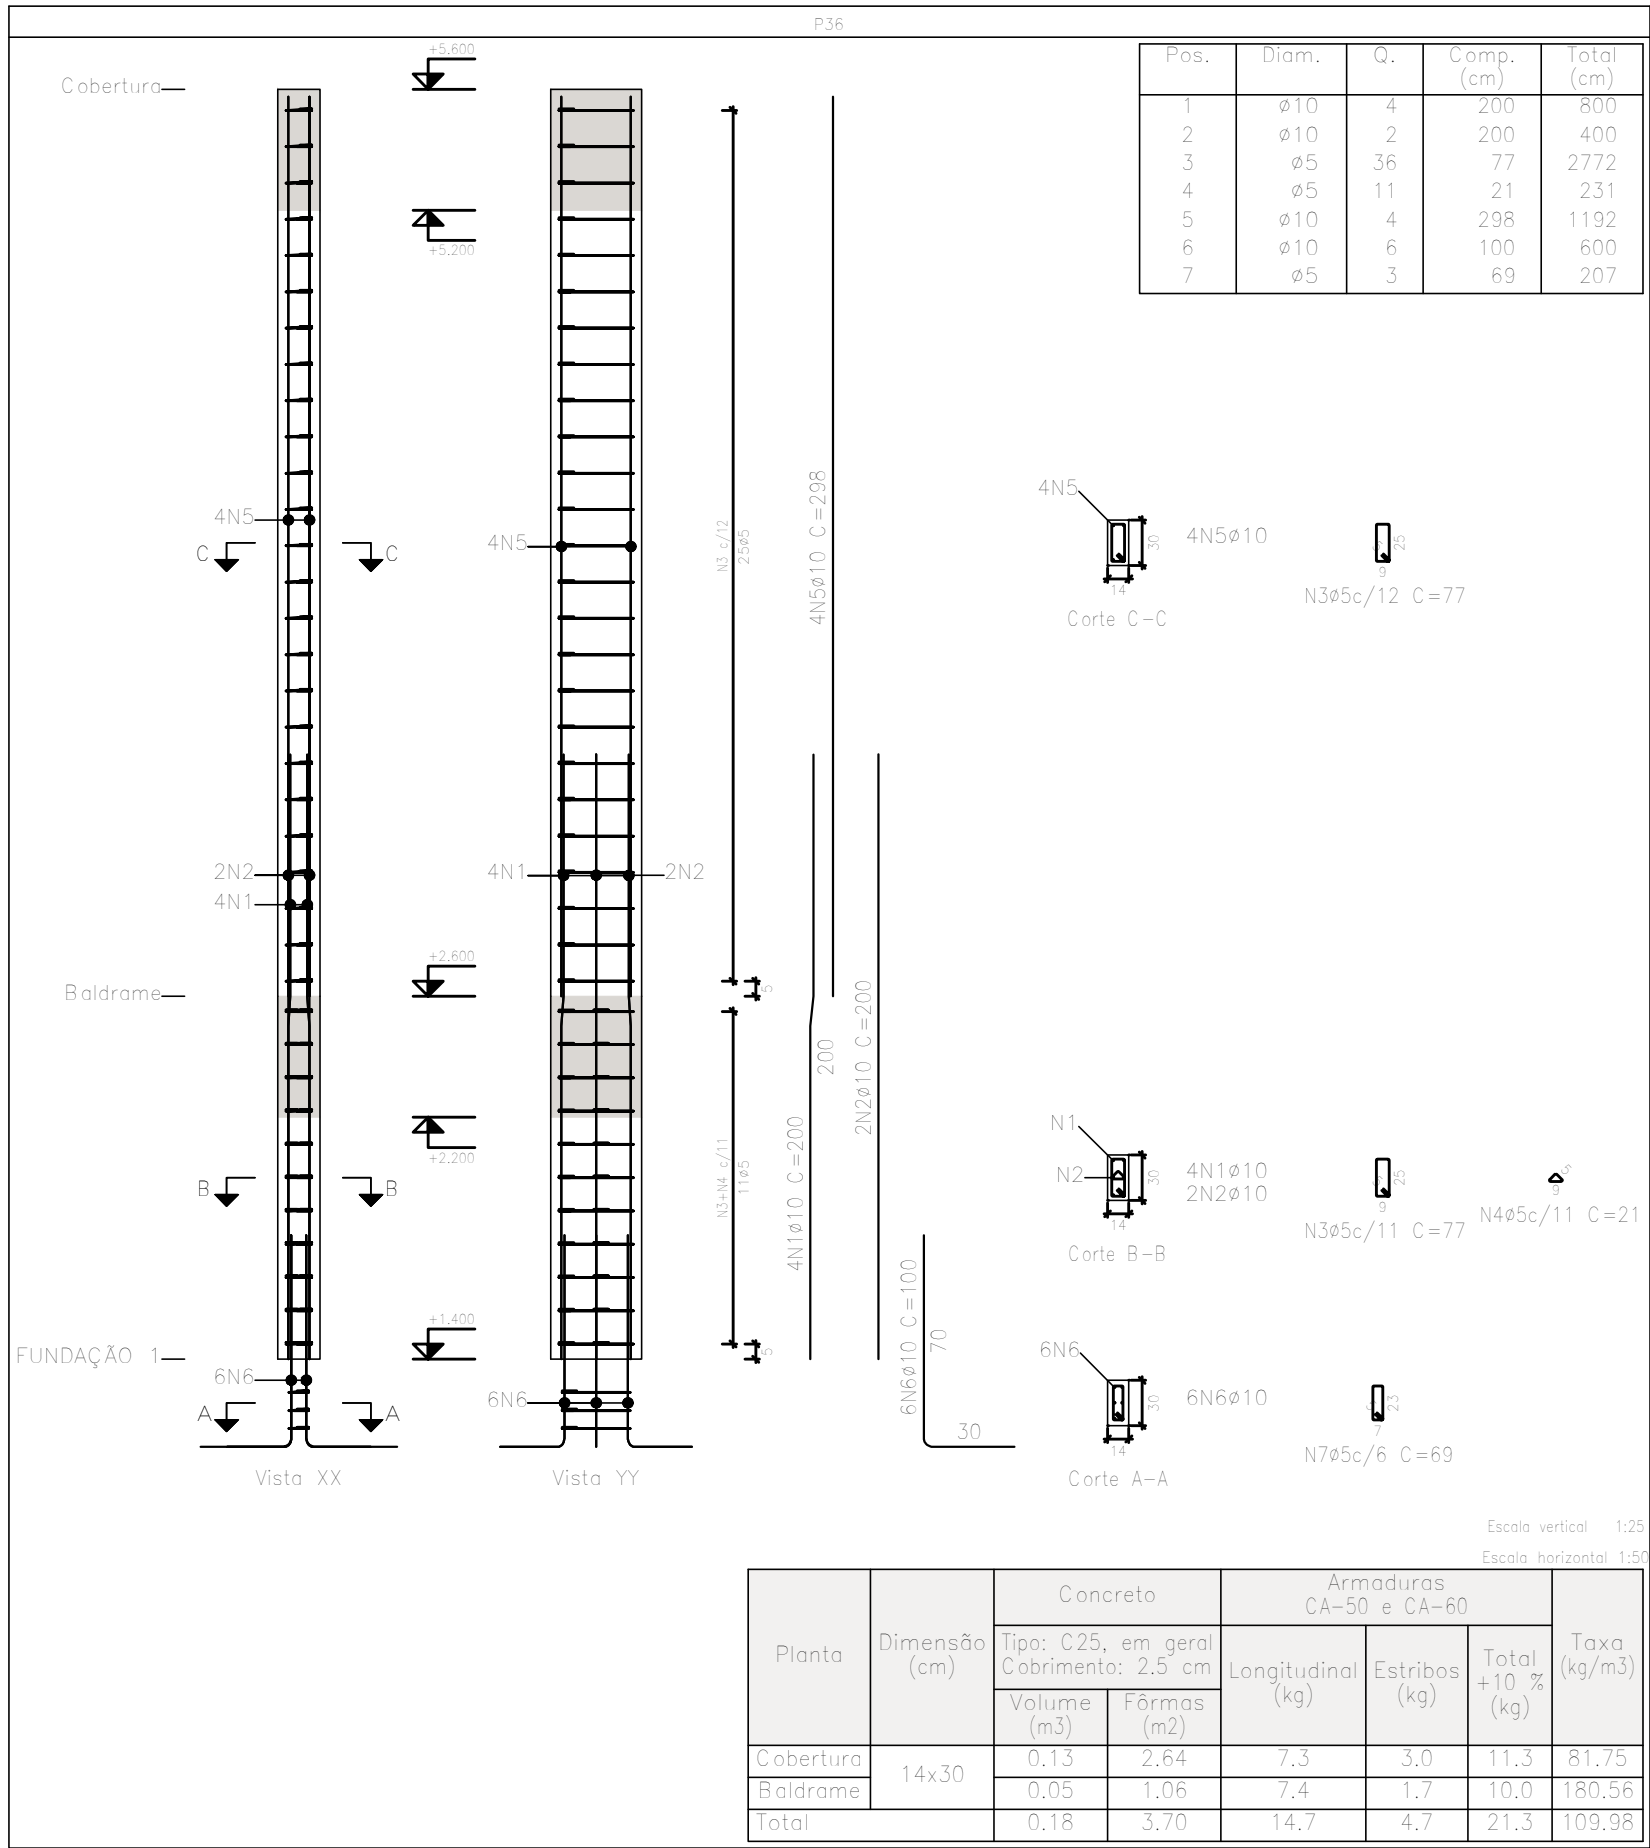 P36
Pos. Diam. Q. Comp. (cm) Total (cm)
1 ø10 4 200 800
2 ø10 2 200 400
3 ø5 36 77 2772
4 ø5 11 21 231
5 ø10 4 298 1192
6 ø10 6 100 600
7 ø5 3 69 207
+5.600
Cobertura
+5.200
4N5
C C
4N5
N3 c/12
25ø5
4N5ø10 C=298
4N5
4N5ø10
30
14
Corte C-C
25
9
N3ø5c/12 C=77
2N2
4N1
4N1
2N2
+2.600
Baldrame
5
+2.200
B B
N3+N4 c/11
11ø5
4N1ø10 C=200
200
2N2ø10 C=200
N1
N2
4N1ø10
2N2ø10
30
14
Corte B-B
25
9
N3ø5c/11 C=77
5
9
N4ø5c/11 C=21
+1.400
FUNDAÇÃO 1
5
6N6
A A
6N6
6N6ø10 C=100
70
30
6N6
6N6ø10
30
14
Corte A-A
23
7
N7ø5c/6 C=69
Vista XX
Vista YY
Escala vertical 1:25
Escala horizontal 1:50
Planta
Dimensão (cm)
Concreto
Tipo: C25, em geral
Cobrimento: 2.5 cm
Volume (m3)
Fôrmas (m2)
Armaduras
CA-50 e CA-60
Longitudinal (kg)
Estribos (kg)
Total +10 % (kg)
Taxa (kg/m3)
Cobertura 14x30 0.13 2.64 7.3 3.0 11.3 81.75
Baldrame 0.05 1.06 7.4 1.7 10.0 180.56
Total 0.18 3.70 14.7 4.7 21.3 109.98